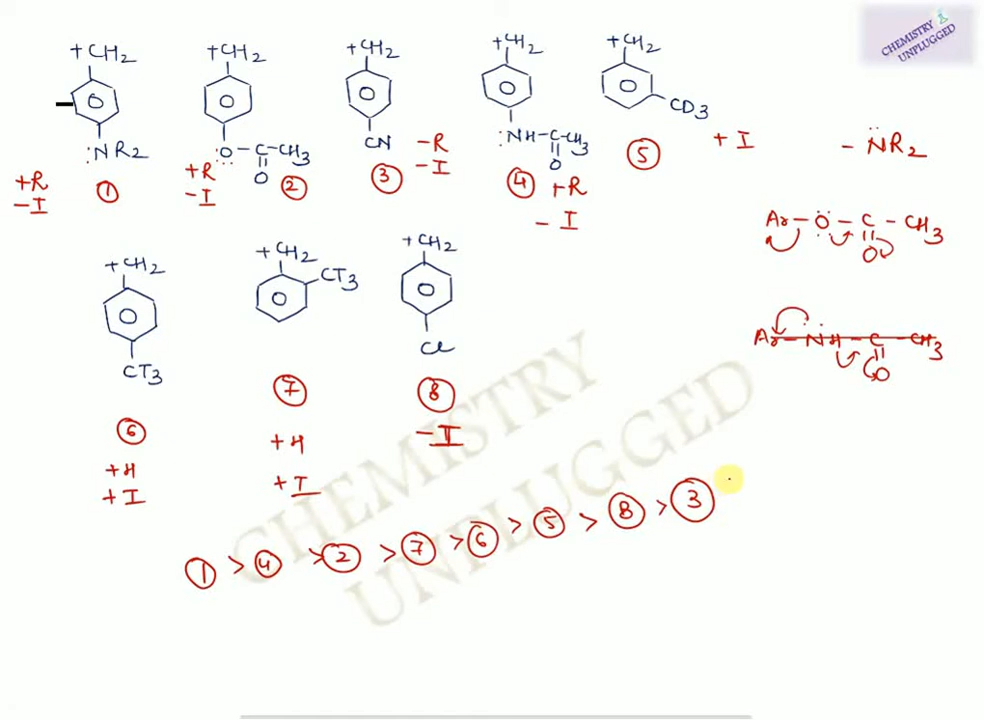 CHEMISTRY
UNPLUGGED
+CH2 +CH2 +CH2 +CH2 +CH2
:NR2 :O-C-CH3 CN :NH-C-CH3 CD3
O O
+R -I 1
+R -I 2
3 -R -I
4 +R -I
5 +I
-NR2
Ar-O-C-CH3
O
Ar-NH-C-CH3
O
+CH2 +CH2 +CH2
CT3 CT3 Cl
6 7 8
+H +H -I
+I +I
1 > 4 > 2 > 7 > 6 > 5 > 8 > 3
CHEMISTRY
UNPLUGGED